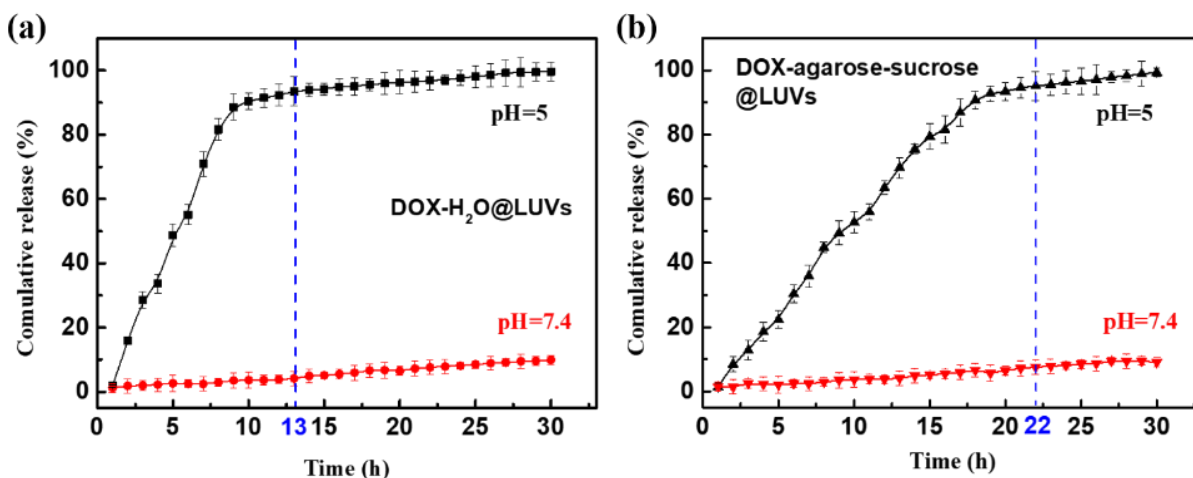 (a)
Comulative release (%)
100
80
60
40
20
0
pH=5
DOX-H₂O@LUVs
pH=7.4
0 5 10 13 15 20 25 30
Time (h)
(b)
Comulative release (%)
100
80
60
40
20
0
DOX-agarose-sucrose
@LUVs
pH=5
pH=7.4
0 5 10 15 20 22 25 30
Time (h)